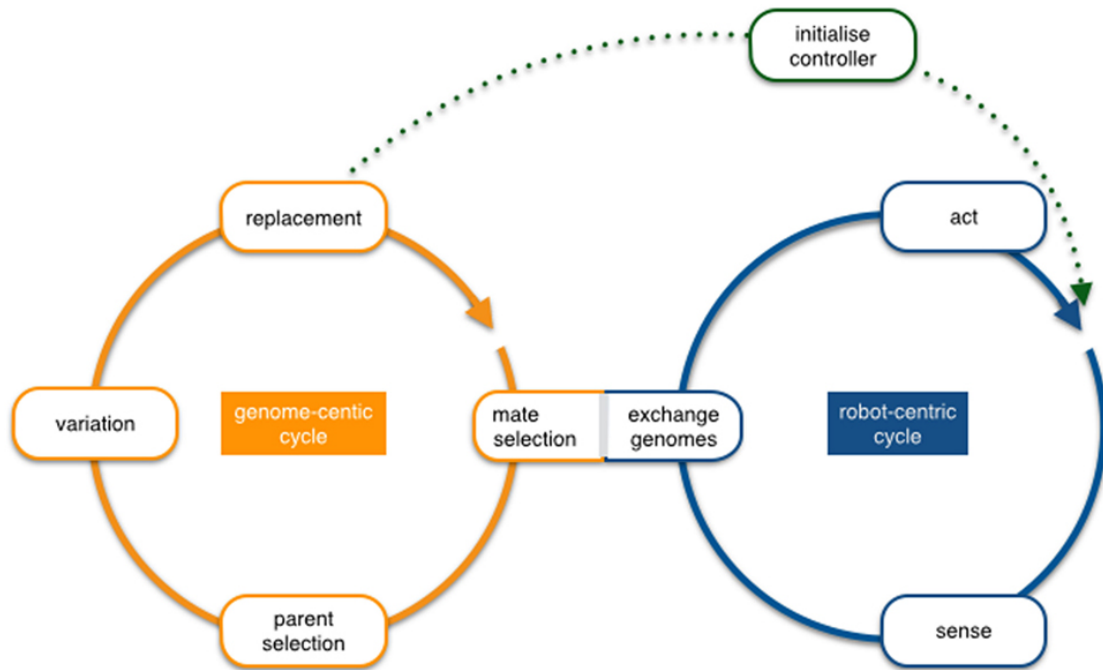 initialise
controller
replacement
act
variation
genome-centic
cycle
mate
selection
exchange
genomes
robot-centric
cycle
parent
selection
sense